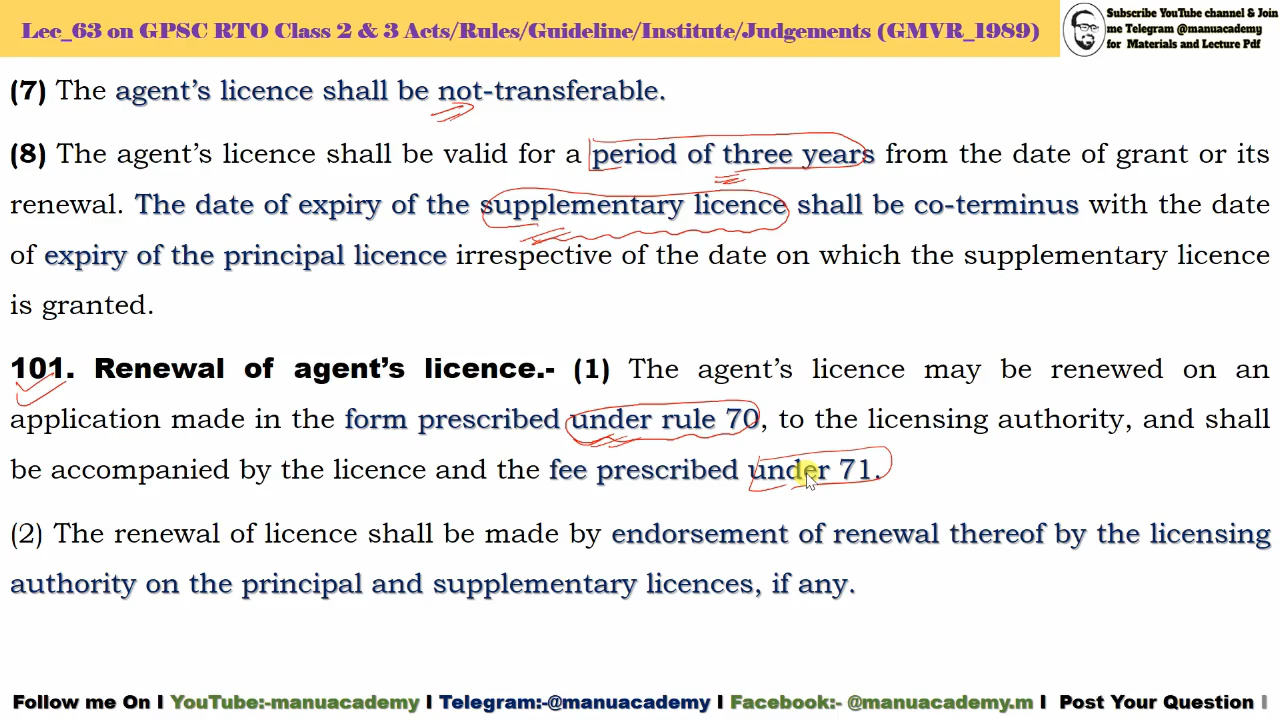 Lec_63 on GPSC RTO Class 2 & 3 Acts/Rules/Guideline/Institute/Judgements (GMVR_1989)
Subscribe YouTube channel & Join
me Telegram @manuacademy
for Materials and Lecture Pdf
(7) The agent's licence shall be not-transferable.
(8) The agent's licence shall be valid for a period of three years from the date of grant or its
renewal. The date of expiry of the supplementary licence shall be co-terminus with the date
of expiry of the principal licence irrespective of the date on which the supplementary licence
is granted.
101. Renewal of agent's licence.- (1) The agent's licence may be renewed on an
application made in the form prescribed under rule 70, to the licensing authority, and shall
be accompanied by the licence and the fee prescribed under 71.
(2) The renewal of licence shall be made by endorsement of renewal thereof by the licensing
authority on the principal and supplementary licences, if any.
Follow me On l YouTube:-manuacademy l Telegram:-@manuacademy l Facebook:- @manuacademy.m l Post Your Question l